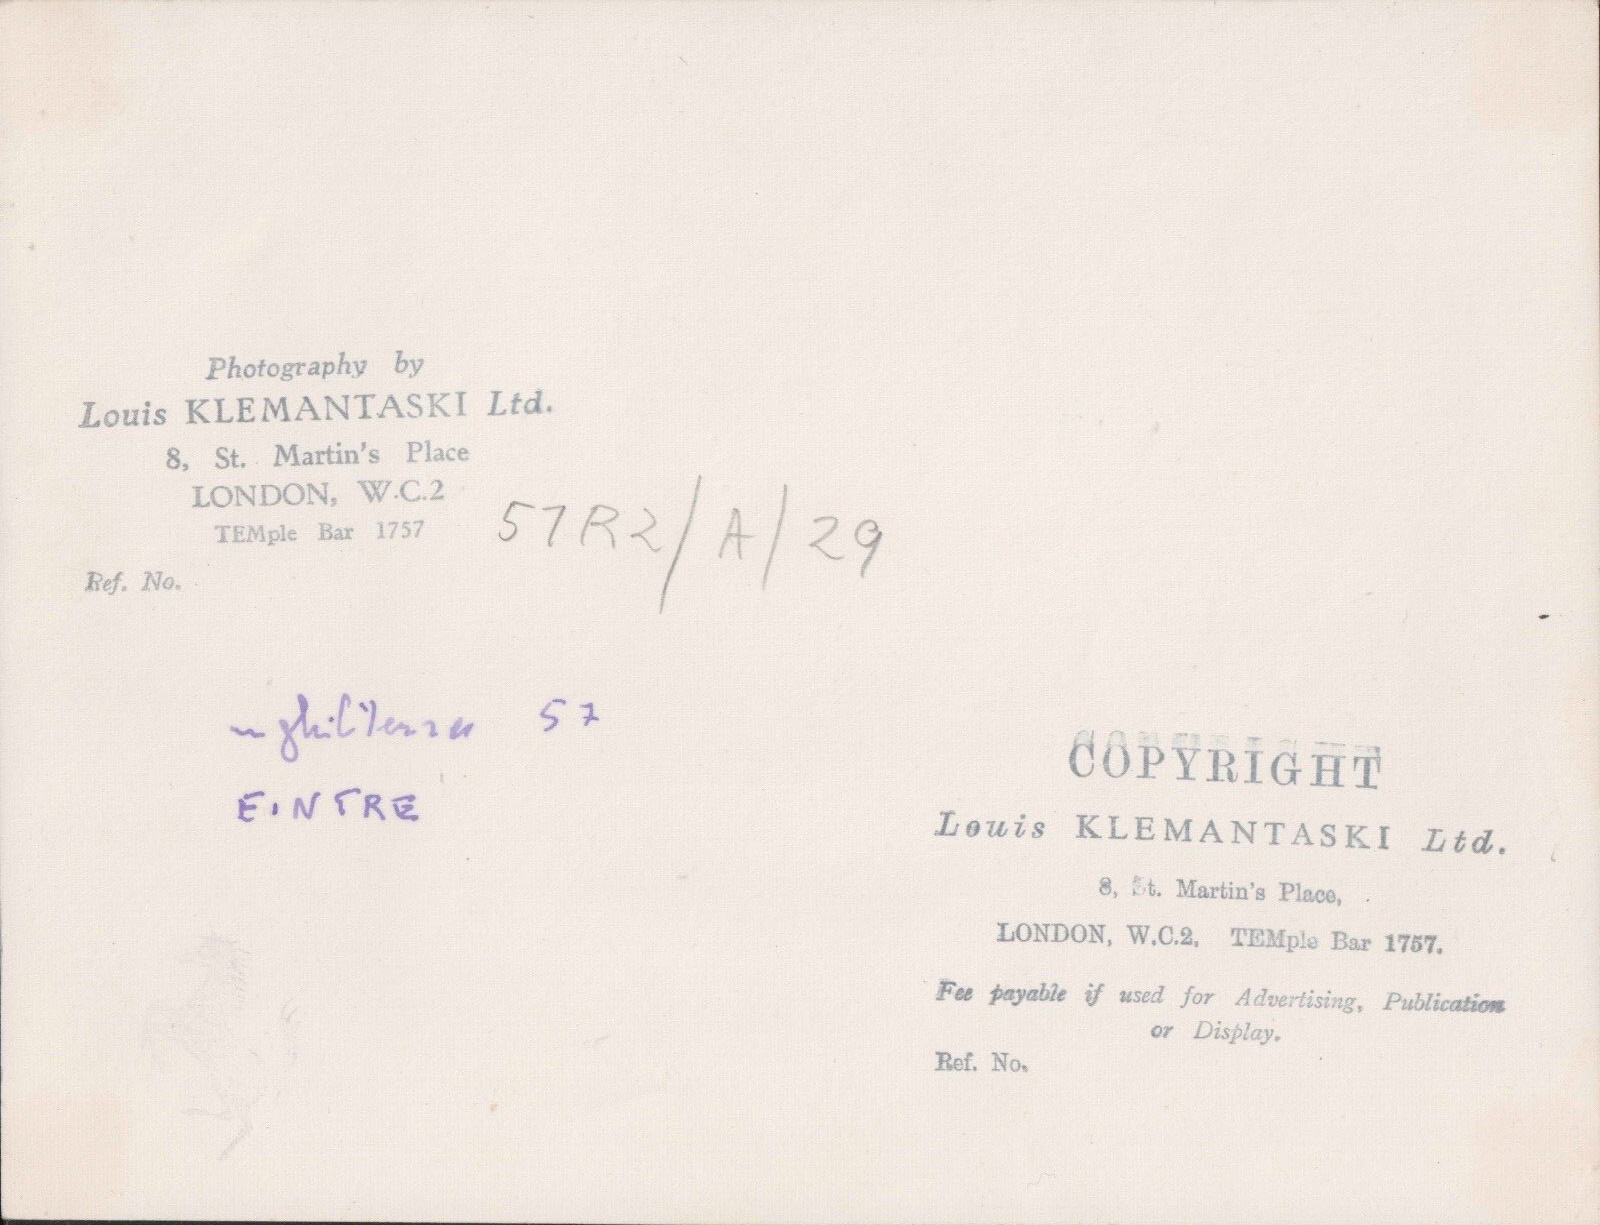 Photography by
Louis KLEMANTASKI Ltd.
8, St. Martin's Place
LONDON, W.C.2
TEMple Bar 1757
Ref. No.
57R2/A/29
57
COPYRIGHT
Louis KLEMANTASKI Ltd.
8, St. Martin's Place,
LONDON, W.C.2. TEMple Bar 1757.
Fee payable if used for Advertising, Publication
or Display.
Ref. No.